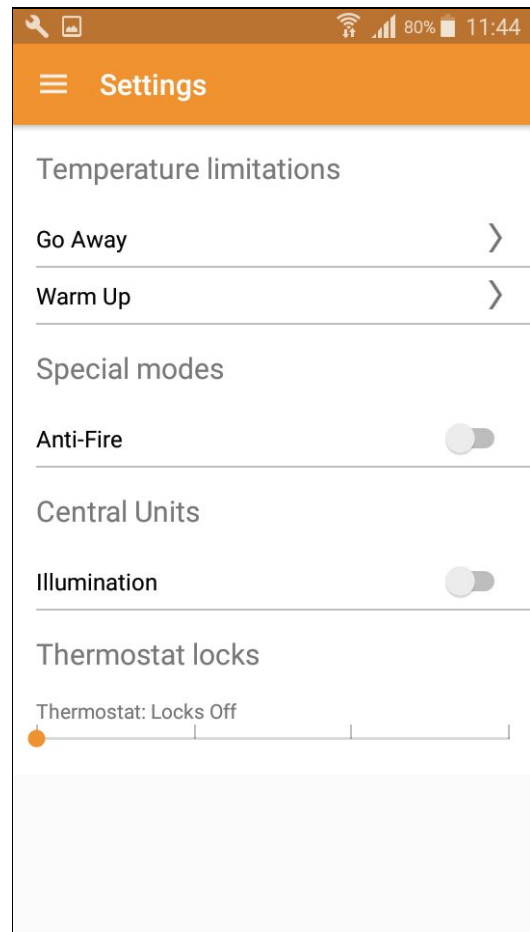 80% 11:44
Settings
Temperature limitations
Go Away
Warm Up
Special modes
Anti-Fire
Central Units
Illumination
Thermostat locks
Thermostat: Locks Off